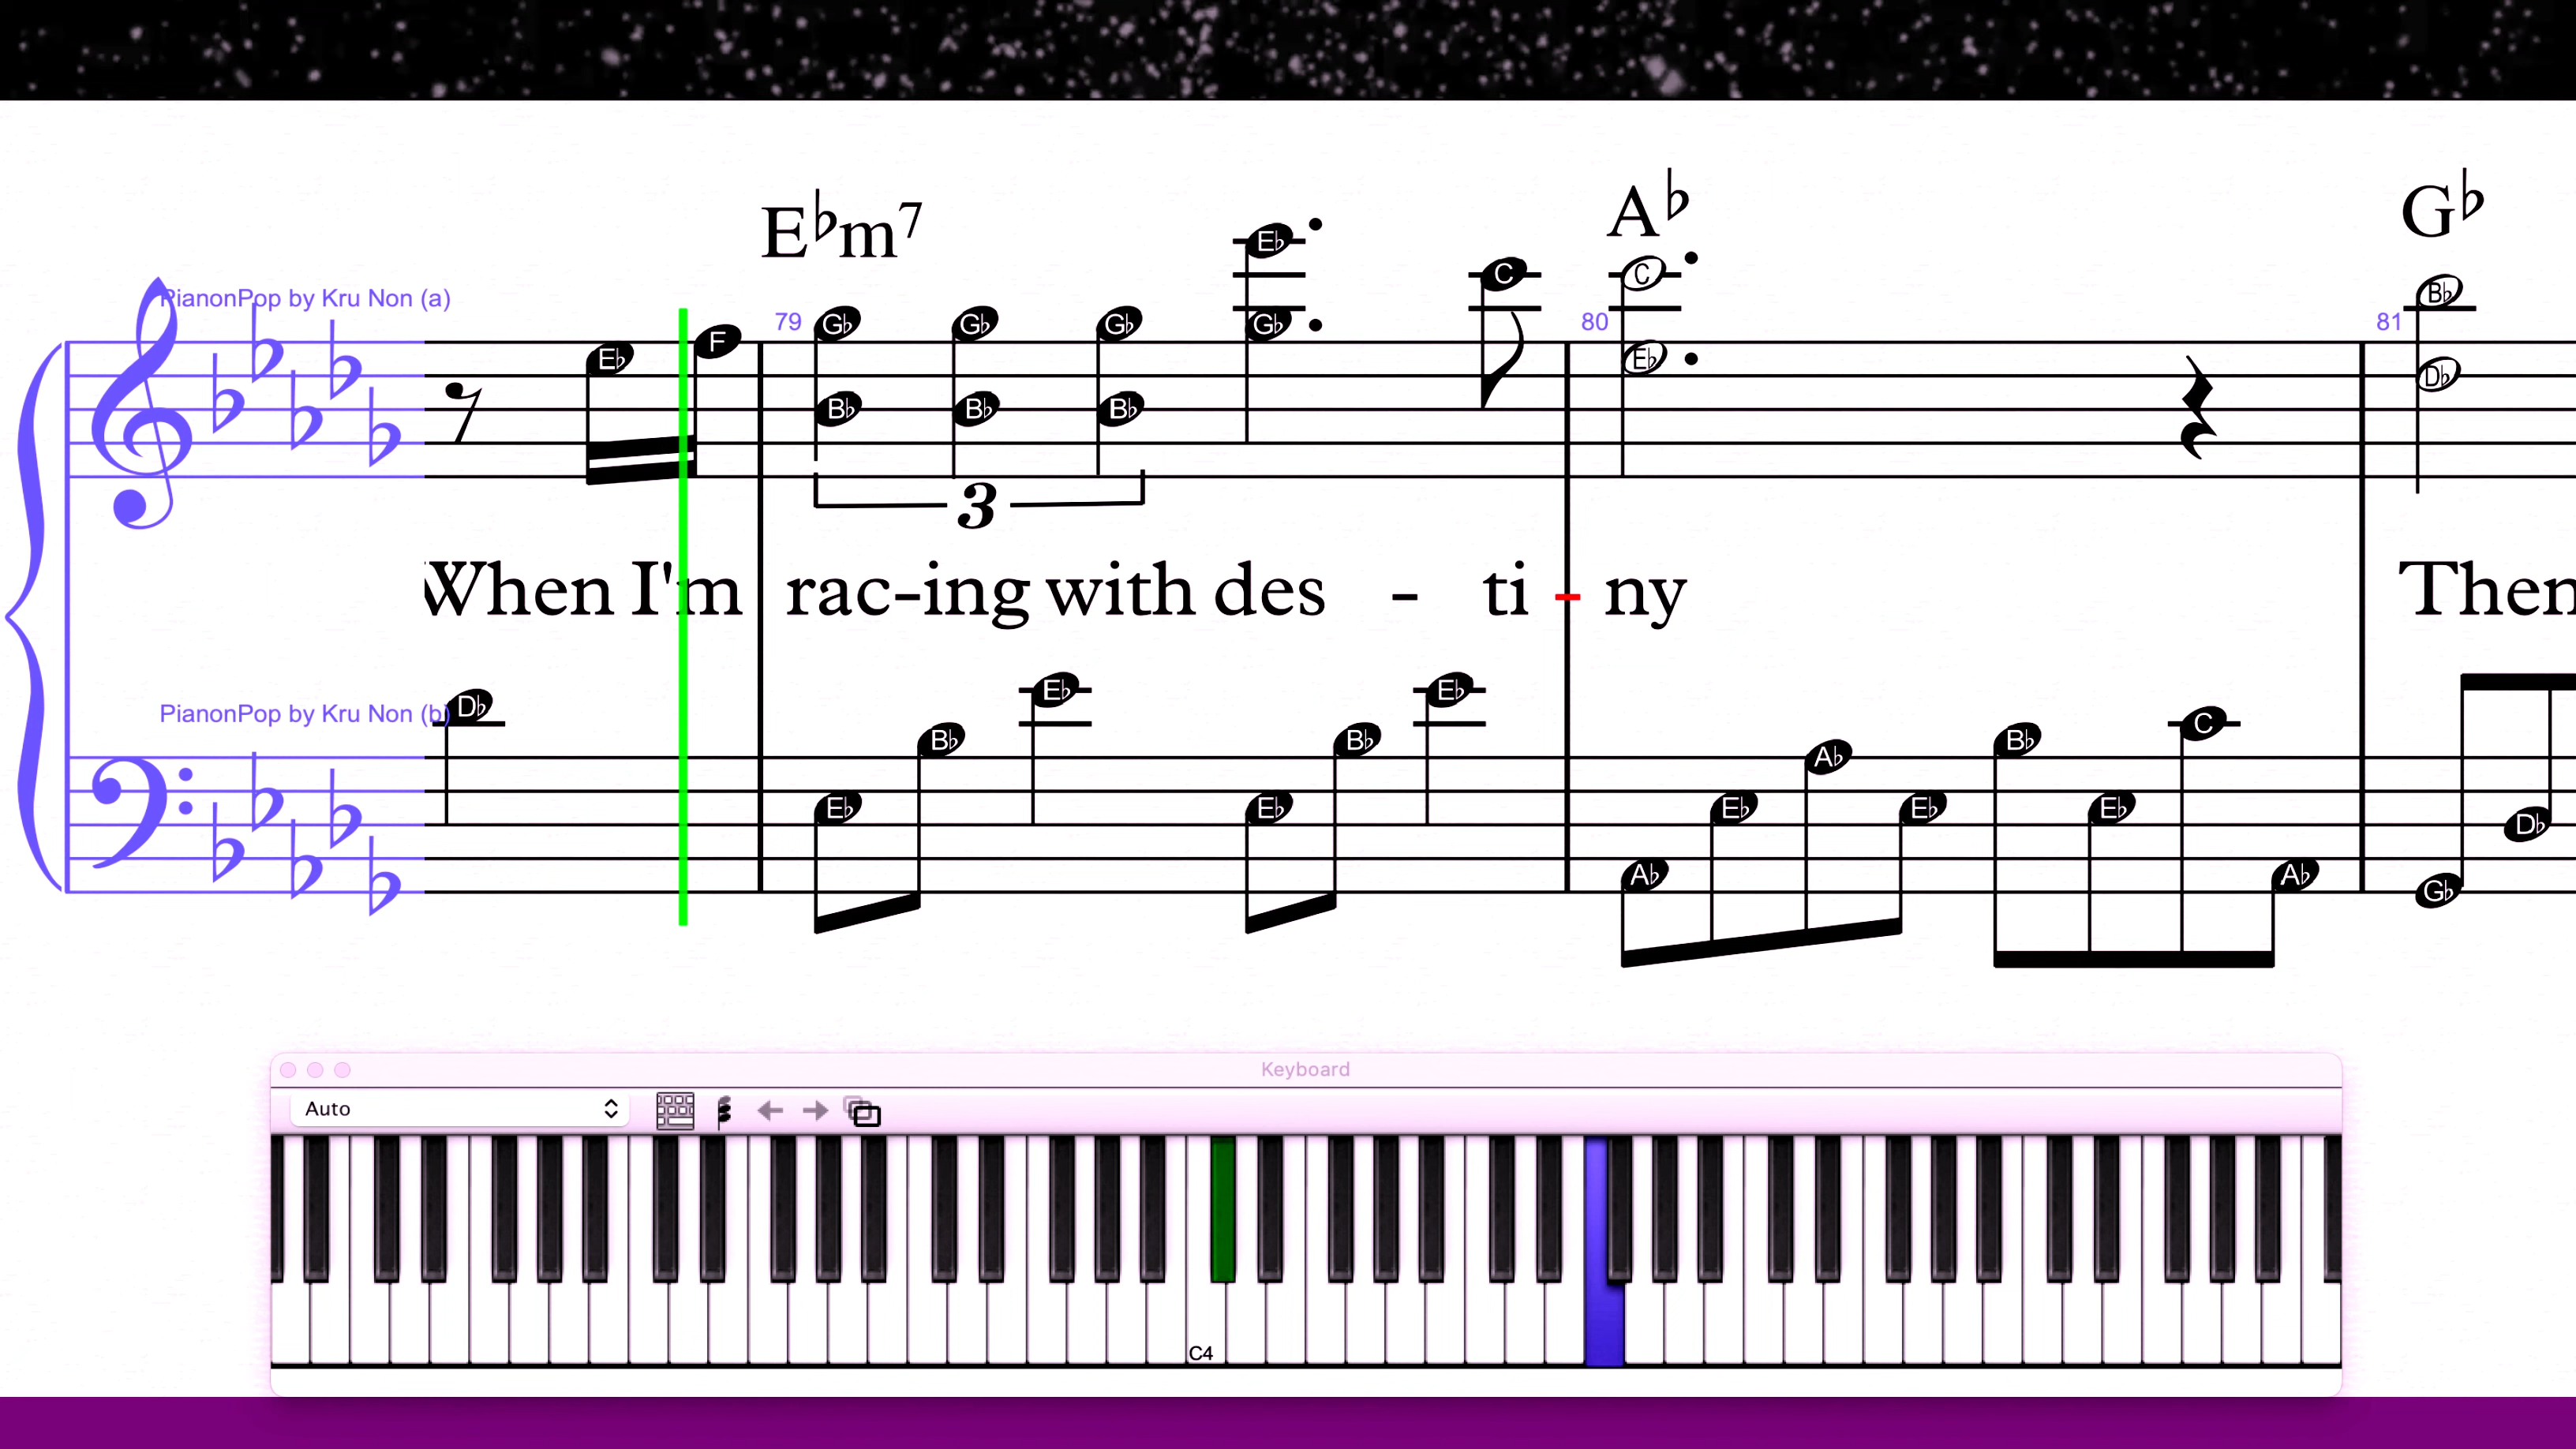 E♭m7 A♭ G♭
PianonPop by Kru Non (a)
79 80 81
E♭ F G♭ G♭ G♭ E♭ G♭ C C E♭ B♭ D♭
B♭ B♭ B♭
3
When I'm rac-ing with des - ti - ny Then
PianonPop by Kru Non (b)
D♭ E♭ B♭ E♭ E♭ B♭ E♭ A♭ E♭ A♭ E♭ B♭ E♭ C A♭ G♭ D♭
Keyboard
Auto
C4